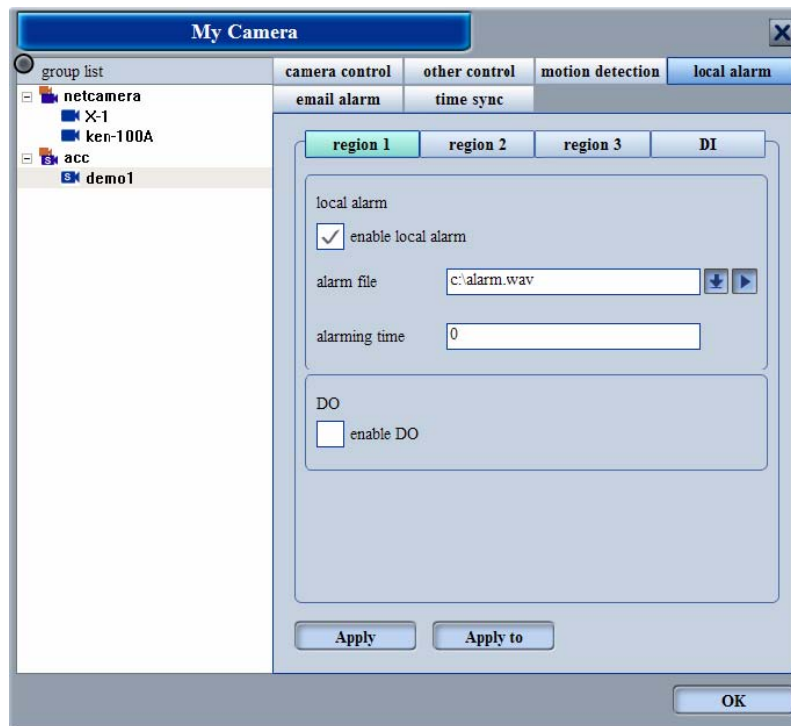 My Camera
group list
netcamera
X-1
ken-100A
acc
demo1
camera control other control motion detection local alarm
email alarm time sync
region 1 region 2 region 3 DI
local alarm
enable local alarm
alarm file c:\alarm.wav
alarming time 0
DO
enable DO
Apply Apply to
OK